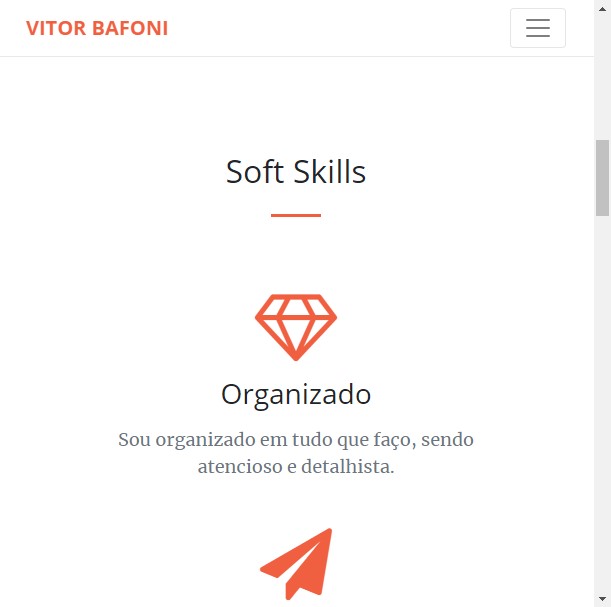 VITOR BAFONI
Soft Skills
Organizado
Sou organizado em tudo que faço, sendo
atencioso e detalhista.